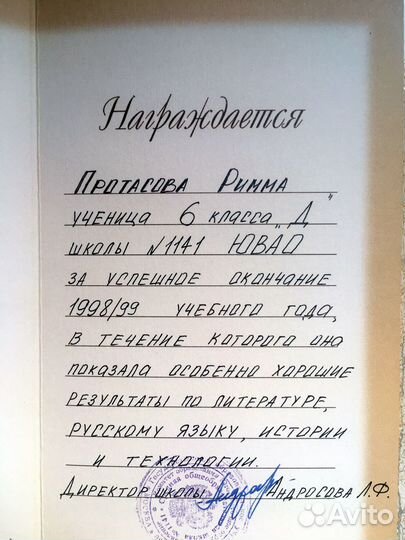 Награждается
Протасова Римма
ученица 6 класса „Д"
школы №1141 ЮВАО
за успешное окончание
1998/99 учебного года,
в течение которого она
показала особенно хорошие
результаты по литературе,
русскому языку, истории
и технологии.
Директор школы Андросова Л.Ф.
Avito